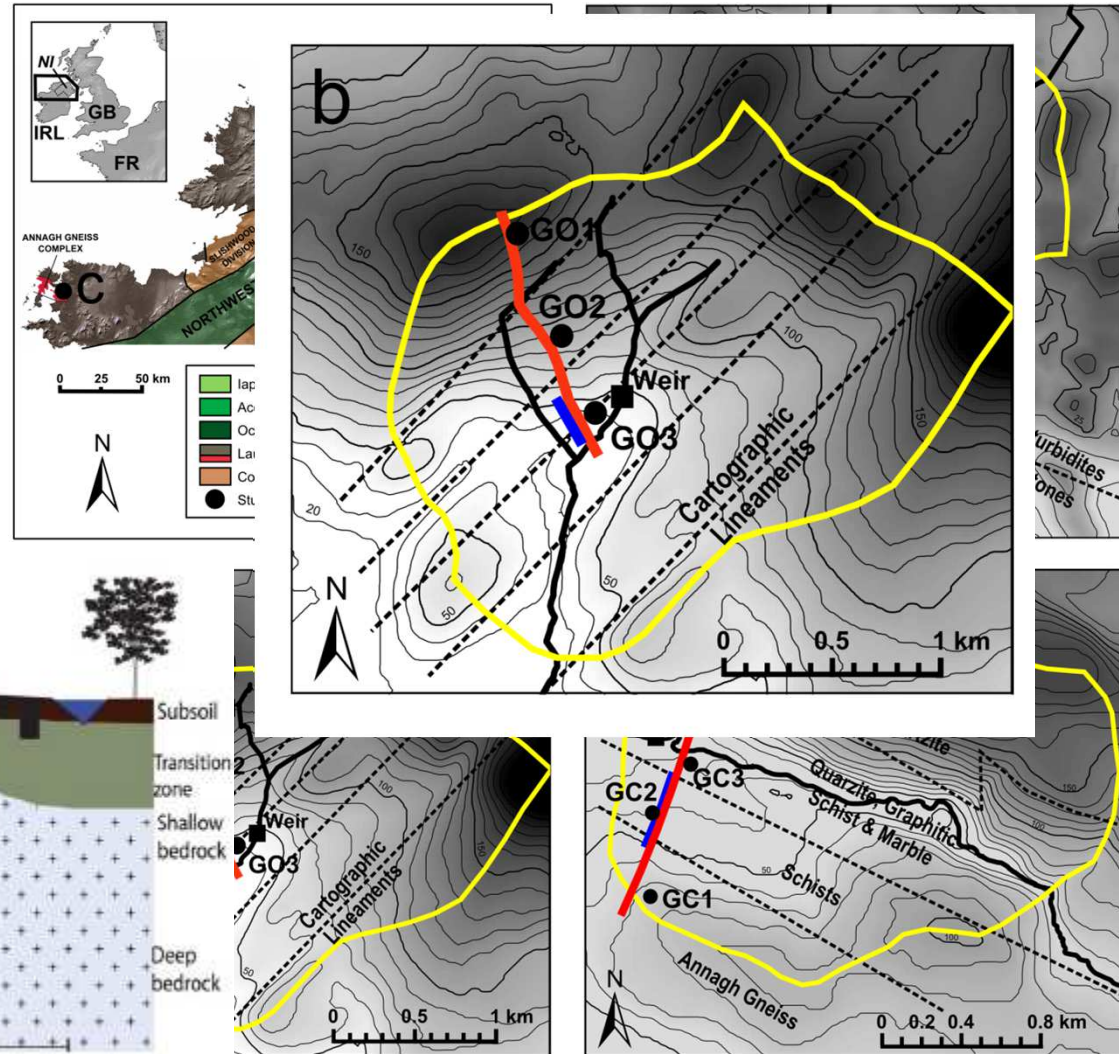 NI
GB
IRL
FR
ANNAGH GNEISS
COMPLEX
C
SLISHWOOD
DIVISION
NORTHWEST
0 25 50 km
N
Iap
Ac
Oc
Lau
Co
Stu
b
150
GO1
GO2
100
Weir
GO3
150
Cartographic
Lineaments
20
50
50
N
0 0.5 1 km
25
urbidites
Subsoil
Transition
zone
Shallow
bedrock
Deep
bedrock
2
100
Weir
150
GO3
Cartographic
Lineaments
50
0 0.5 1 km
150
GC3
Quarzite, Graphitic
Schist & Marble
GC2
100
50
Schists
GC1
100
Annagh Gneiss
N
0 0.2 0.4 0.8 km